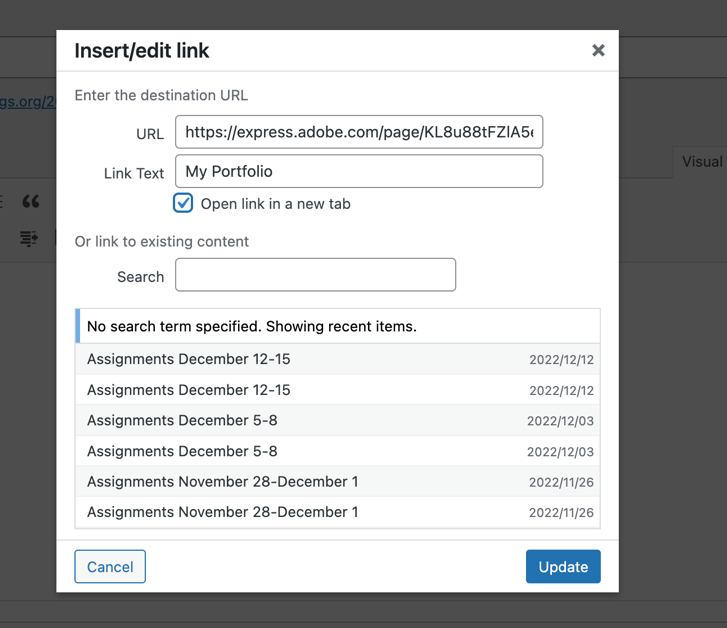 Insert/edit link
Enter the destination URL
gs.org/2
URL https://express.adobe.com/page/KL8u88tFZlA5
Link Text My Portfolio
Visual
Open link in a new tab
Or link to existing content
Search
No search term specified. Showing recent items.
Assignments December 12-15 2022/12/12
Assignments December 12-15 2022/12/12
Assignments December 5-8 2022/12/03
Assignments December 5-8 2022/12/03
Assignments November 28-December 1 2022/11/26
Assignments November 28-December 1 2022/11/26
Cancel Update